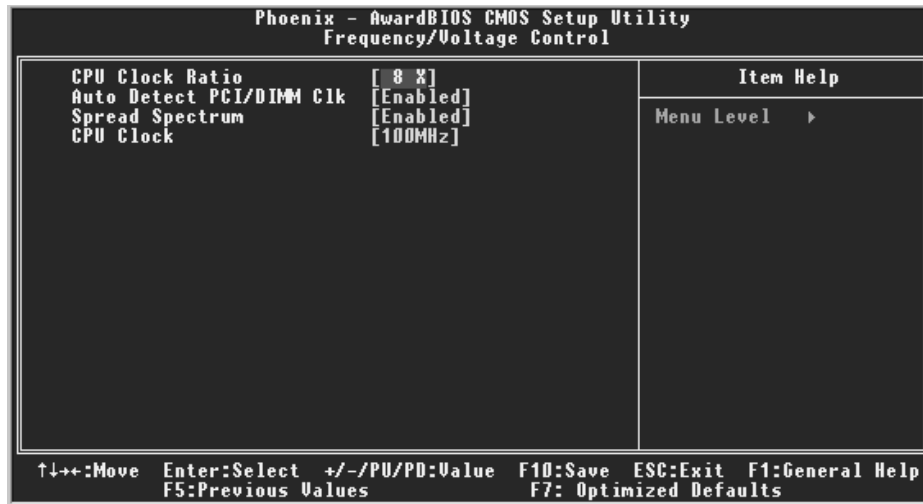 Phoenix - AwardBIOS CMOS Setup Utility
Frequency/Voltage Control
CPU Clock Ratio [ 8 X]
Auto Detect PCI/DIMM Clk [Enabled]
Spread Spectrum [Enabled]
CPU Clock [100MHz]
Item Help
Menu Level ▸
↑↓→←:Move Enter:Select +/-/PU/PD:Value F10:Save ESC:Exit F1:General Help
F5:Previous Values F7: Optimized Defaults